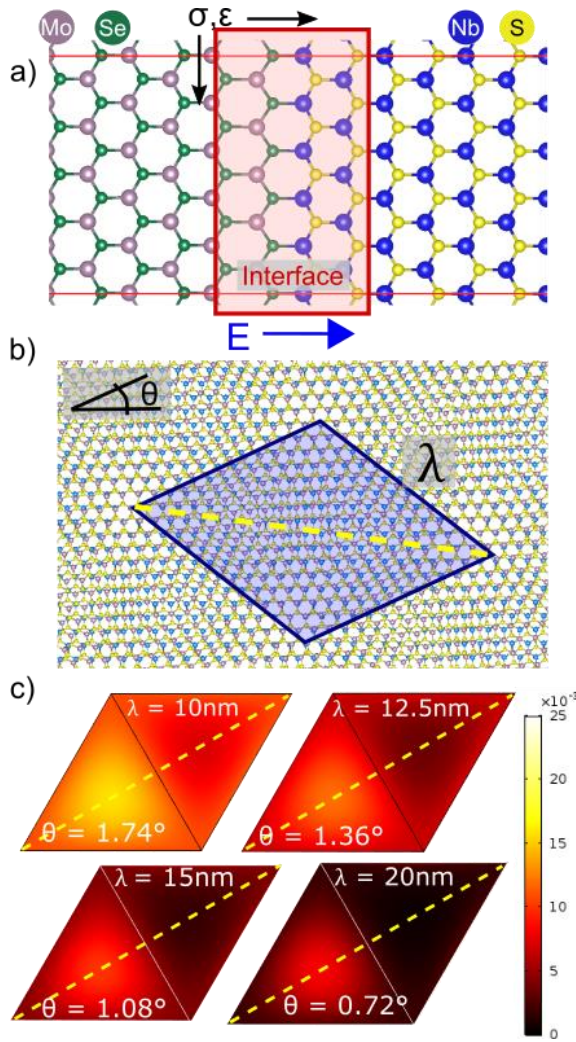 Mo Se σ,ε Nb S
a)
Interface
E
b)
θ
λ
c)
λ = 10nm
θ = 1.74°
λ = 12.5nm
θ = 1.36°
λ = 15nm
θ = 1.08°
λ = 20nm
θ = 0.72°
25
20
15
10
5
0